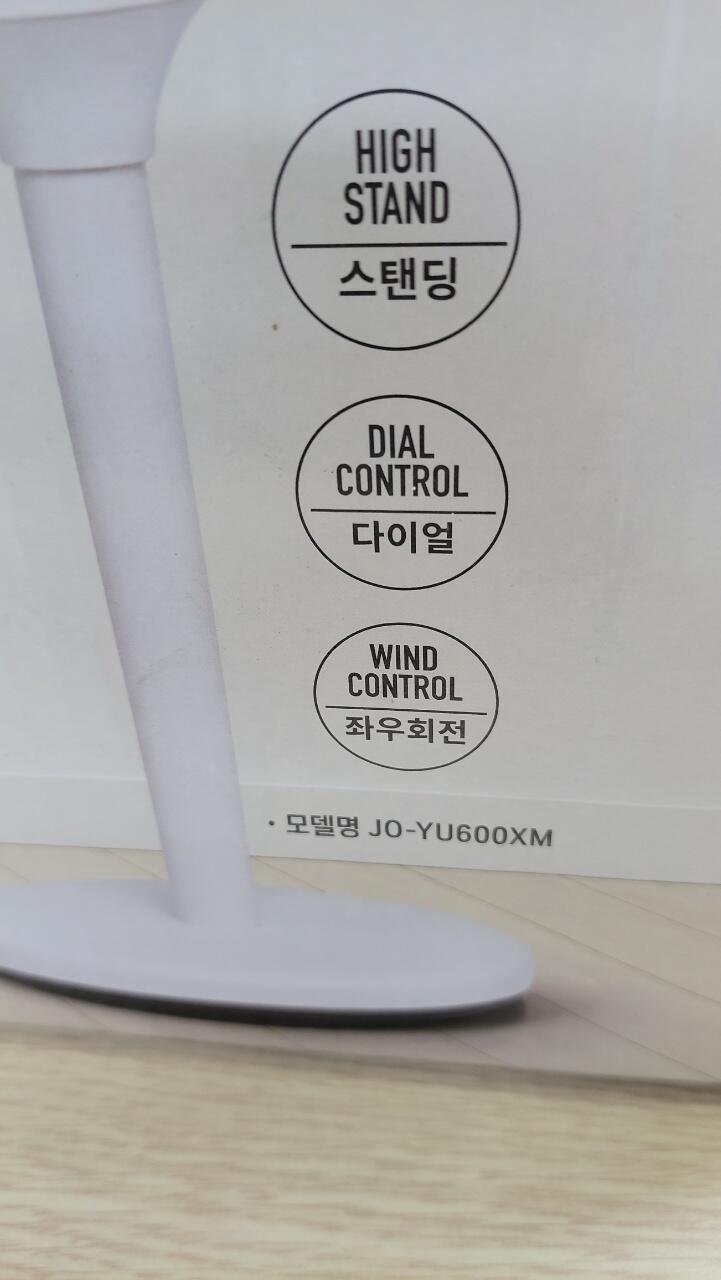 HIGH
STAND
스탠딩
DIAL
CONTROL
다이얼
WIND
CONTROL
좌우회전
• 모델명 JO-YU600XM